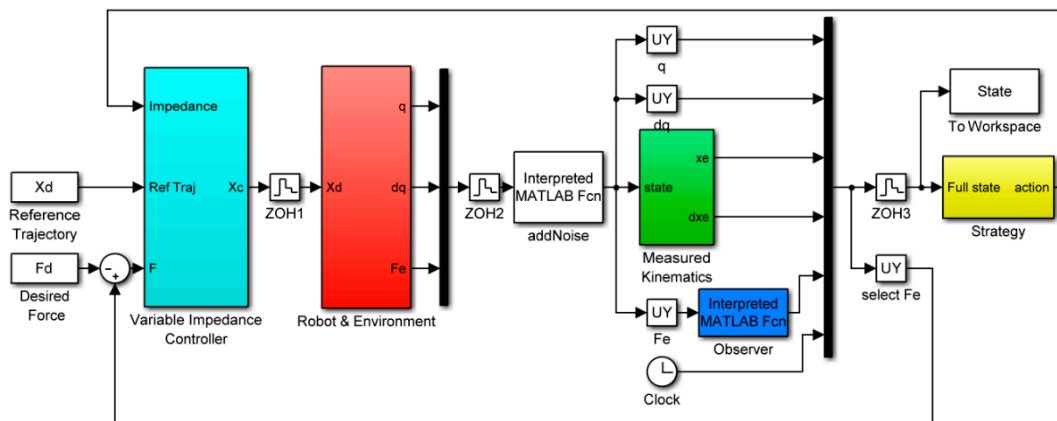 Impedance
Ref Traj
Xc
F
Variable Impedance
Controller
Xd
Reference
Trajectory
Fd
Desired
Force
-
+
ZOH1
Xd
q
dq
Fe
Robot & Environment
ZOH2
Interpreted
MATLAB Fcn
addNoise
UY
q
UY
dq
state
xe
dxe
Measured
Kinematics
UY
Fe
Interpreted
MATLAB Fcn
Observer
Clock
ZOH3
State
To Workspace
Full state
action
Strategy
UY
select Fe